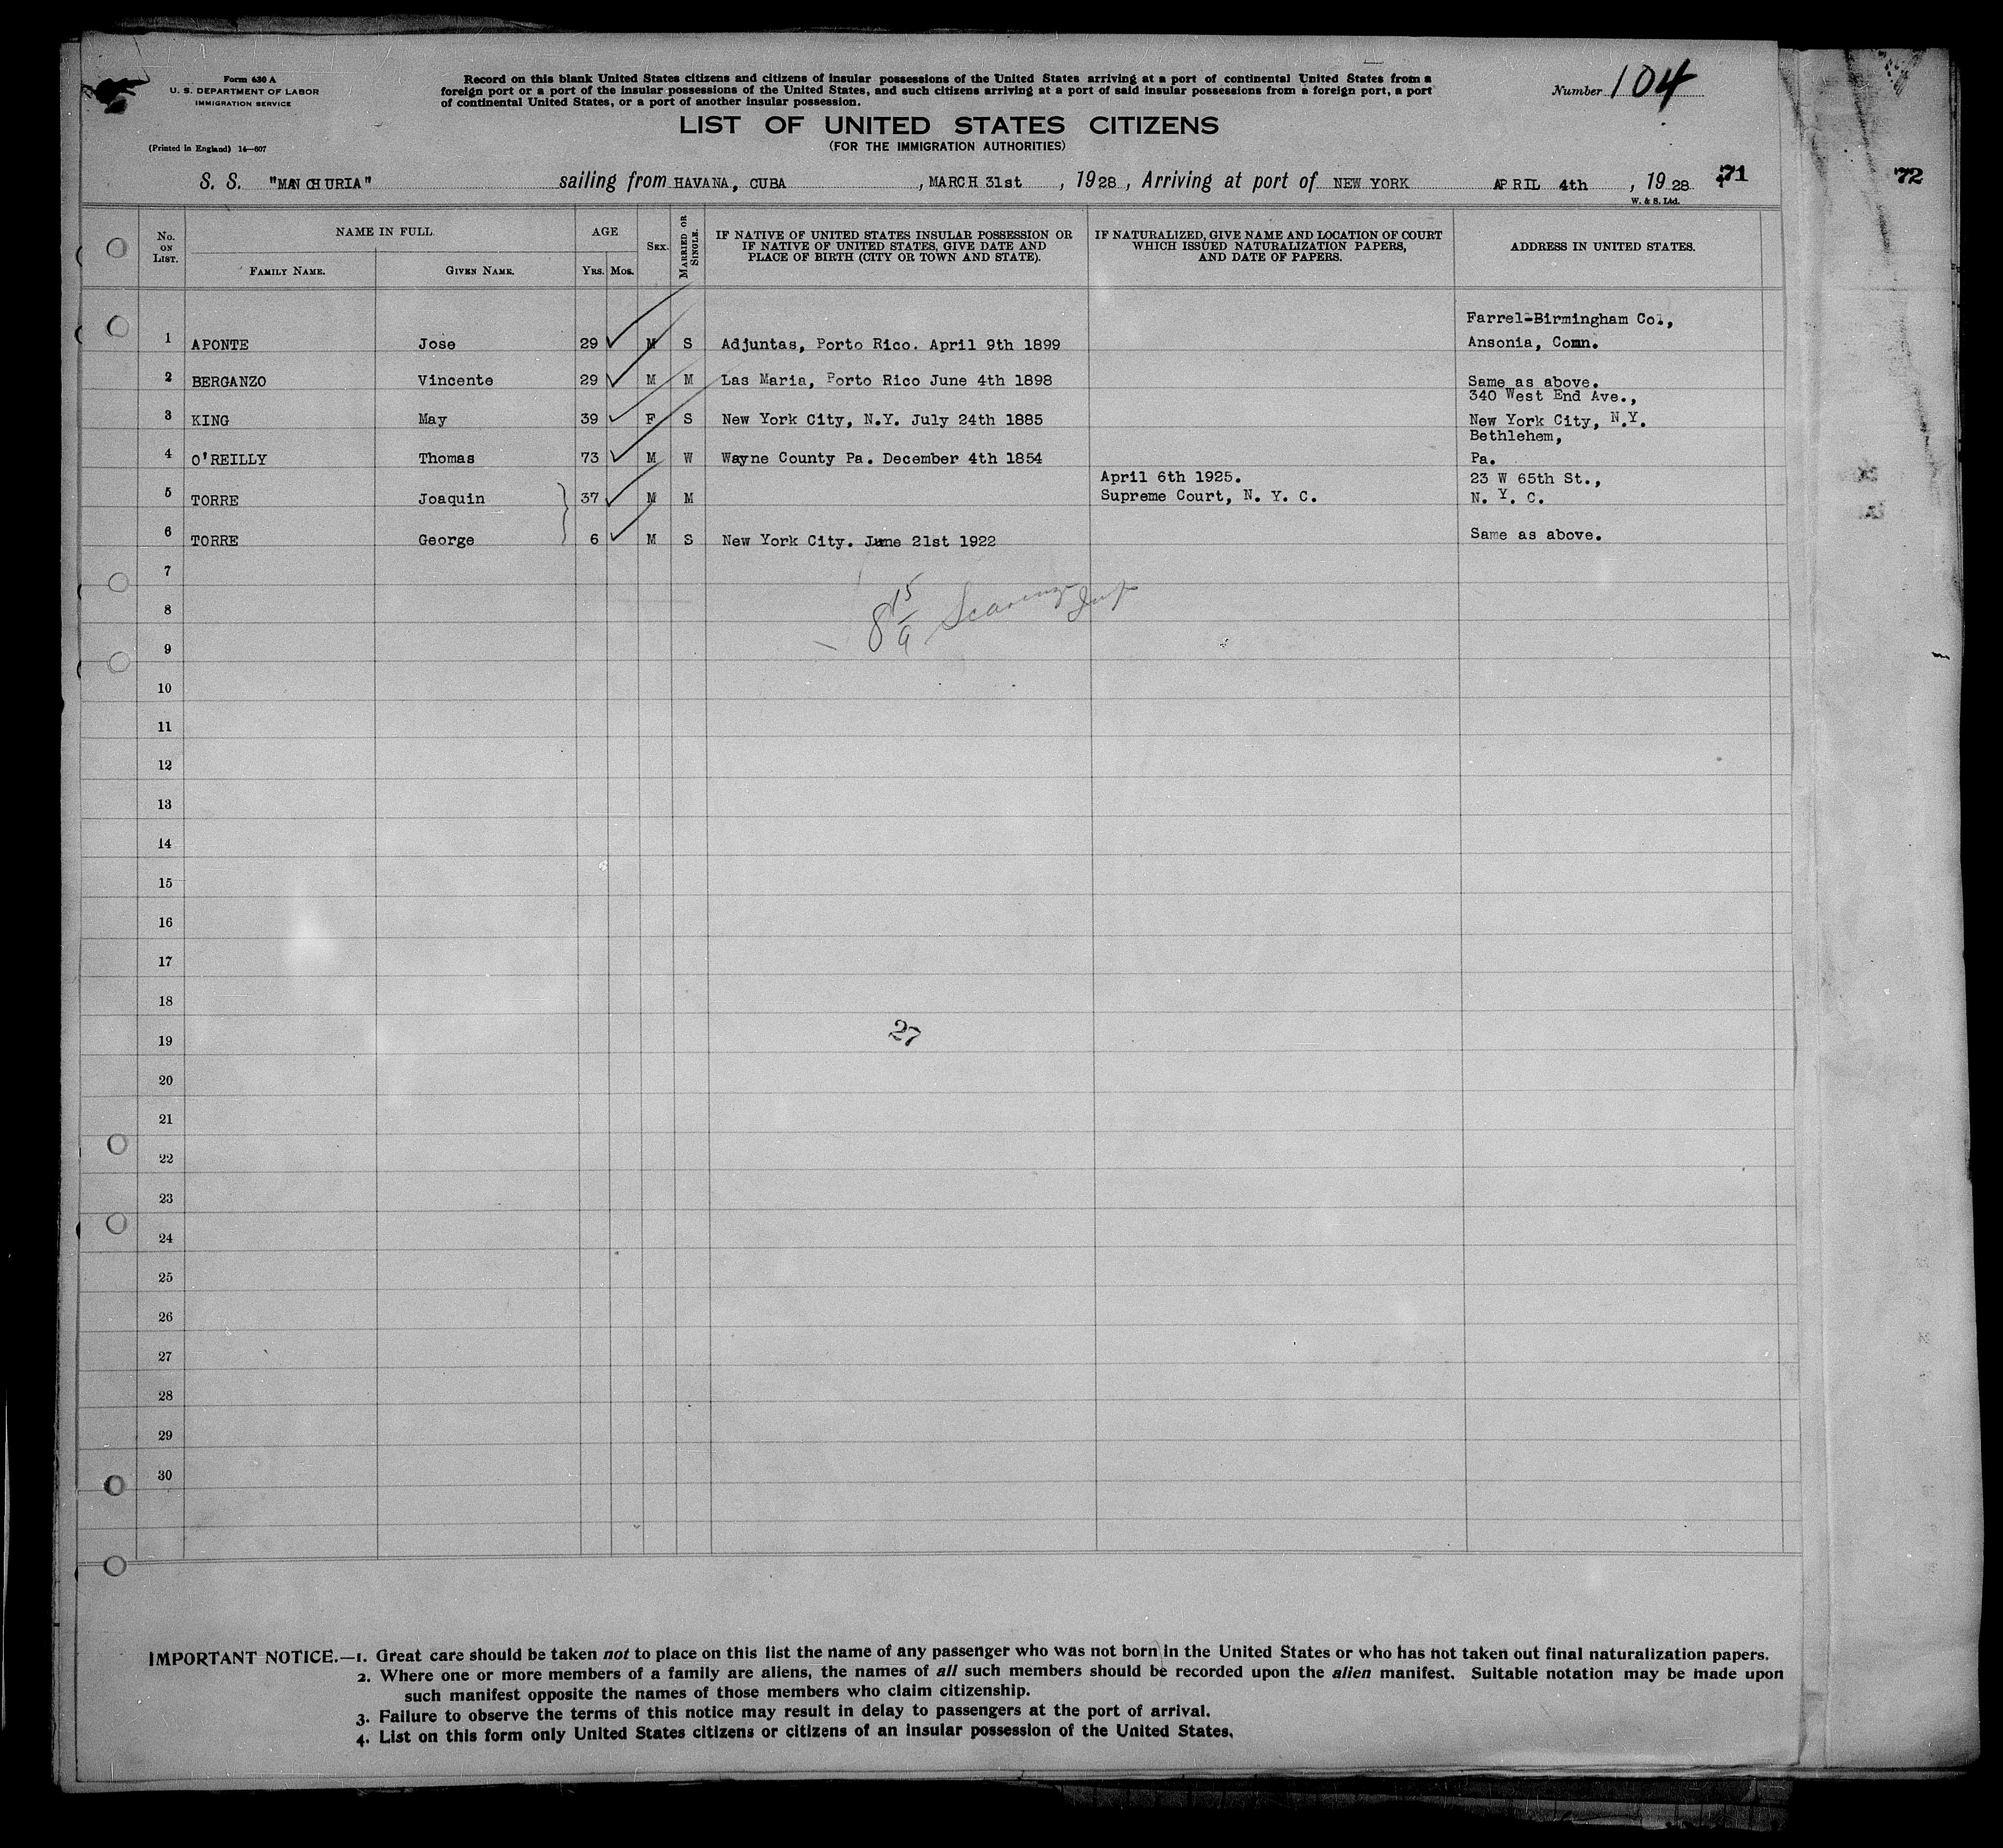 Form 630 A
U. S. DEPARTMENT OF LABOR
IMMIGRATION SERVICE
(Printed in England) 14—607
Record on this blank United States citizens and citizens of insular possessions of the United States arriving at a port of continental United States from a
foreign port or a port of the insular possessions of the United States, and such citizens arriving at a port of said insular possessions from a foreign port, a port
of continental United States, or a port of another insular possession.
Number 104
LIST OF UNITED STATES CITIZENS
(FOR THE IMMIGRATION AUTHORITIES)
S. S. "MANCHURIA" sailing from HAVANA, CUBA, MARCH 31st, 1928, Arriving at port of NEW YORK APRIL 4th, 1928 71 72
W. & S. Ltd.
No. ON LIST. NAME IN FULL. AGE SEX. MARRIED OR SINGLE. IF NATIVE OF UNITED STATES INSULAR POSSESSION OR IF NATIVE OF UNITED STATES, GIVE DATE AND PLACE OF BIRTH (CITY OR TOWN AND STATE). IF NATURALIZED, GIVE NAME AND LOCATION OF COURT WHICH ISSUED NATURALIZATION PAPERS, AND DATE OF PAPERS. ADDRESS IN UNITED STATES.
FAMILY NAME. GIVEN NAME. YRS. MOS.
Farrel-Birmingham Co.,
1 APONTE Jose 29 M S Adjuntas, Porto Rico. April 9th 1899 Ansonia, Conn.
2 BERGANZO Vincente 29 M M Las Maria, Porto Rico June 4th 1898 Same as above.
340 West End Ave.,
3 KING May 39 F S New York City, N.Y. July 24th 1885 New York City, N.Y.
Bethlehem,
4 O'REILLY Thomas 73 M W Wayne County Pa. December 4th 1854 Pa.
April 6th 1925. 23 W 65th St.,
5 TORRE Joaquin 37 M M Supreme Court, N. Y. C. N. Y. C.
6 TORRE George 6 M S New York City. June 21st 1922 Same as above.
7
8
8 15/9
9
10
11
12
13
14
15
16
17
18
19 27
20
21
22
23
24
25
26
27
28
29
30
IMPORTANT NOTICE.—1. Great care should be taken not to place on this list the name of any passenger who was not born in the United States or who has not taken out final naturalization papers.
2. Where one or more members of a family are aliens, the names of all such members should be recorded upon the alien manifest. Suitable notation may be made upon
such manifest opposite the names of those members who claim citizenship.
3. Failure to observe the terms of this notice may result in delay to passengers at the port of arrival.
4. List on this form only United States citizens or citizens of an insular possession of the United States.